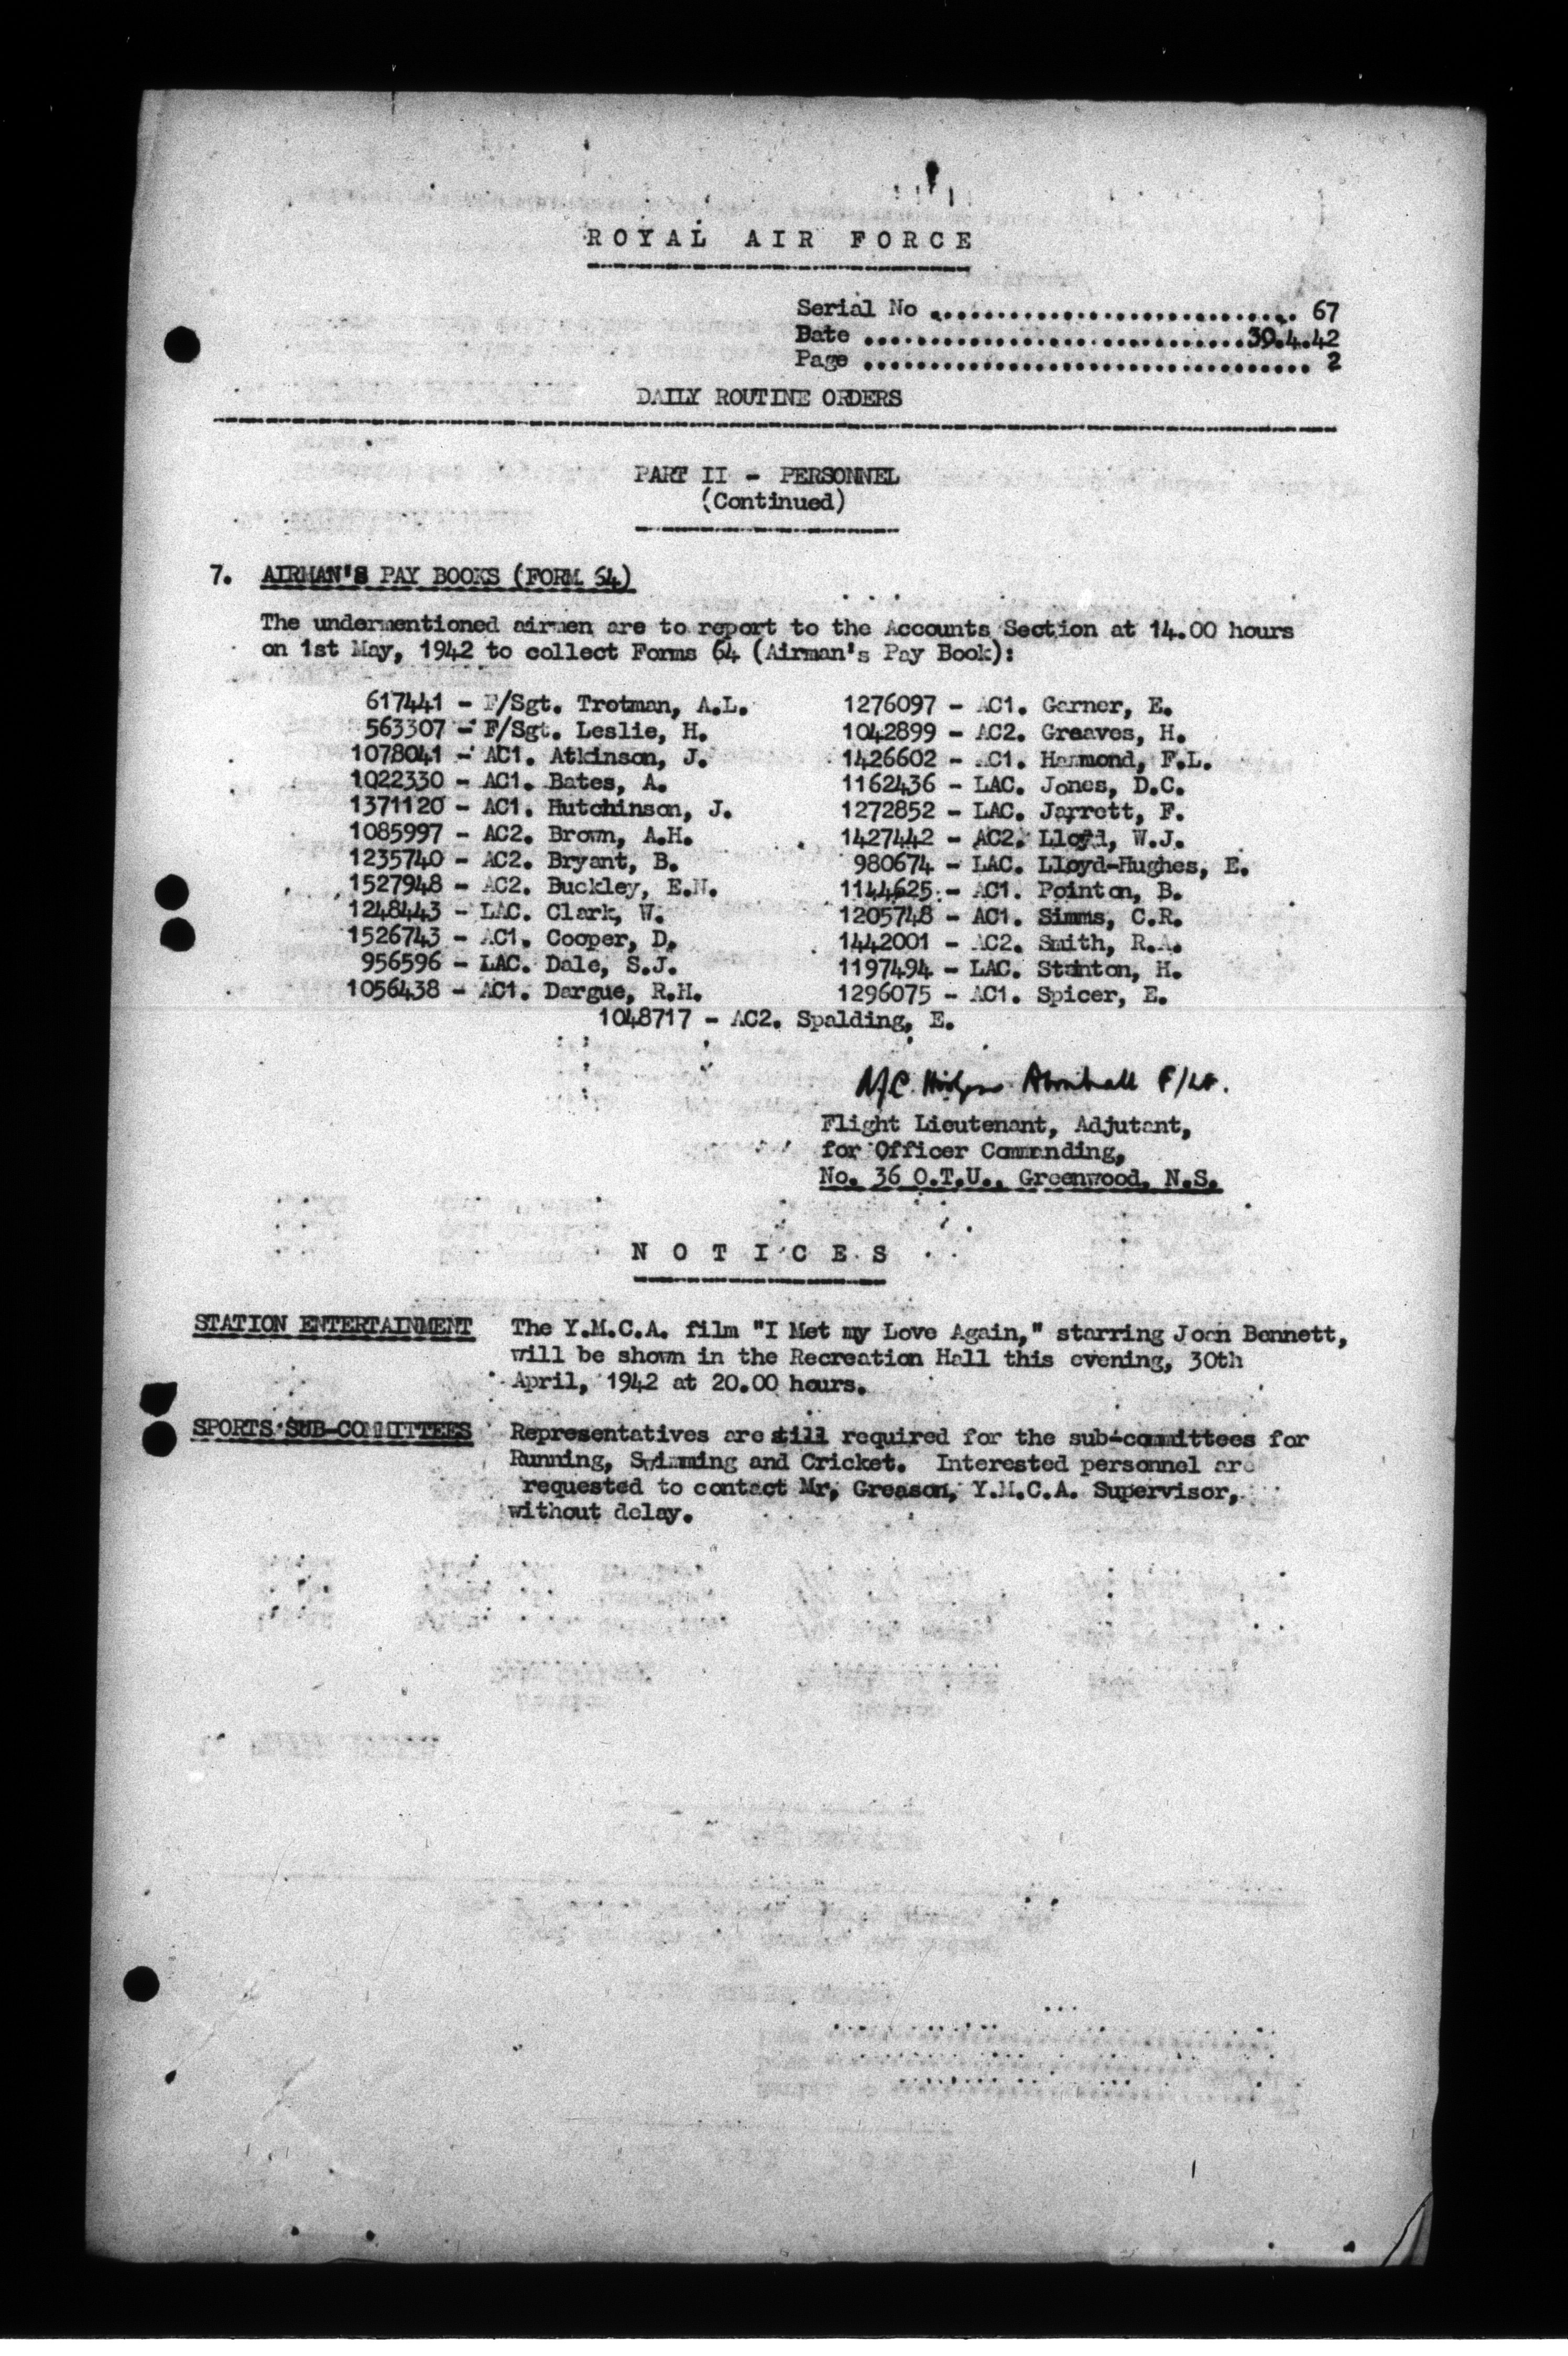 ROYAL AIR FORCE
Serial No ............................ 67
Date .............................30.4.42
Page .................................. 2
DAILY ROUTINE ORDERS
PART II - PERSONNEL
(Continued)
7. AIRMAN'S PAY BOOKS (FORM 64)
The undermentioned airmen are to report to the Accounts Section at 14.00 hours
on 1st May, 1942 to collect Forms 64 (Airman's Pay Book):
617441 - F/Sgt. Trotman, A.L.
563307 - F/Sgt. Leslie, H.
1078041 - AC1. Atkinson, J.
1022330 - AC1. Bates, A.
1371120 - AC1. Hutchinson, J.
1085997 - AC2. Brown, A.H.
1235740 - AC2. Bryant, B.
1527948 - AC2. Buckley, E.N.
1248443 - LAC. Clark, W.
1526743 - AC1. Cooper, D.
956596 - LAC. Dale, S.J.
1056438 - AC1. Dargue, R.H.
1276097 - AC1. Garner, E.
1042899 - AC2. Greaves, H.
1426602 - AC1. Hammond, F.L.
1162436 - LAC. Jones, D.C.
1272852 - LAC. Jarrett, F.
1427442 - AC2. Lloyd, W.J.
980674 - LAC. Lloyd-Hughes, E.
1144625 - AC1. Pointon, B.
1205748 - AC1. Simms, C.R.
1442001 - AC2. Smith, R.A.
1197494 - LAC. Stanton, H.
1296075 - AC1. Spicer, E.
1048717 - AC2. Spalding, E.
F/Lt.
Flight Lieutenant, Adjutant,
for Officer Commanding,
No. 36 O.T.U., Greenwood, N.S.
NOTICES
STATION ENTERTAINMENT The Y.M.C.A. film "I Met my Love Again," starring Joan Bennett,
will be shown in the Recreation Hall this evening, 30th
April, 1942 at 20.00 hours.
SPORTS SUB-COMMITTEES Representatives are still required for the sub-committees for
Running, Swimming and Cricket. Interested personnel are
requested to contact Mr. Greason, Y.M.C.A. Supervisor,
without delay.